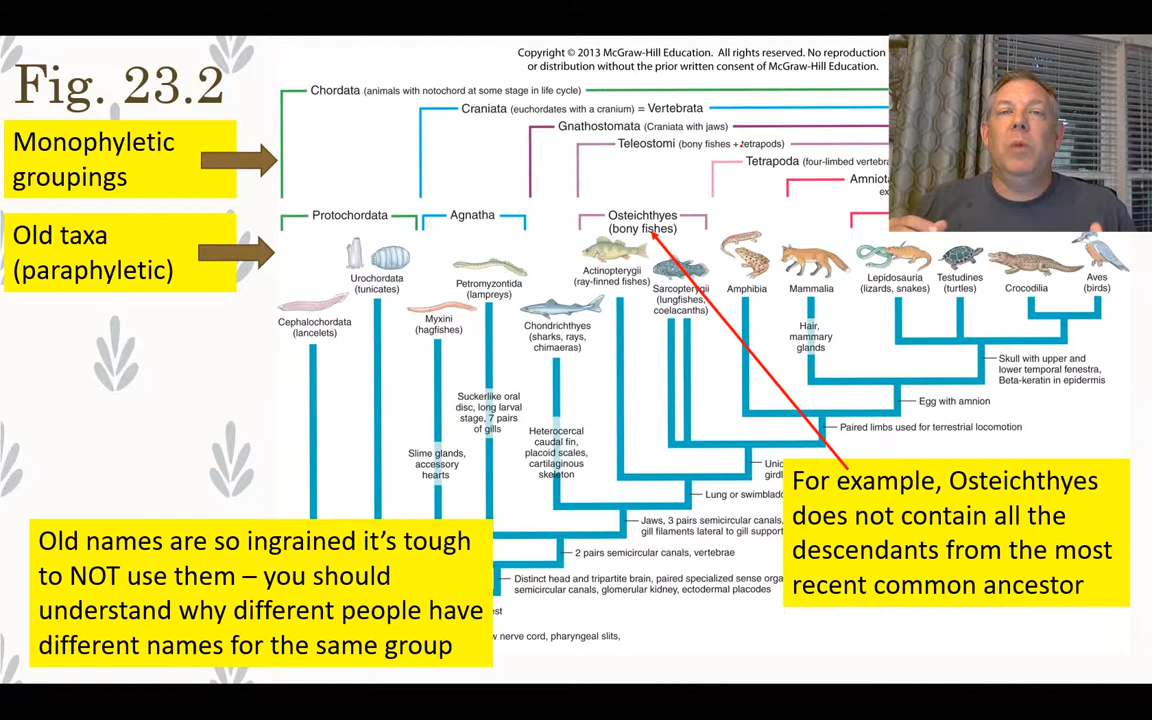 Fig. 23.2
Copyright © 2013 McGraw-Hill Education. All rights reserved. No reproduction
or distribution without the prior written consent of McGraw-Hill Education.
Monophyletic
groupings
Old taxa
(paraphyletic)
Chordata (animals with notochord at some stage in life cycle)
Craniata (euchordates with a cranium) = Vertebrata
Gnathostomata (Craniata with jaws)
Teleostomi (bony fishes + tetrapods)
Tetrapoda (four-limbed vertebra
Amniot
ex
Protochordata
Agnatha
Osteichthyes
(bony fishes)
Urochordata
(tunicates)
Petromyzontida
(lampreys)
Actinopterygii
(ray-finned fishes)
Sarcopterygii
(lungfishes,
coelacanths)
Amphibia
Mammalia
Lepidosauria
(lizards, snakes)
Testudines
(turtles)
Crocodilia
Aves
(birds)
Cephalochordata
(lancelets)
Myxini
(hagfishes)
Chondrichthyes
(sharks, rays,
chimaeras)
Hair,
mammary
glands
Skull with upper and
lower temporal fenestra,
Beta-keratin in epidermis
Egg with amnion
Paired limbs used for terrestrial locomotion
Suckerlike oral
disc, long larval
stage, 7 pairs
of gills
Heterocercal
caudal fin,
placoid scales,
cartilaginous
skeleton
Slime glands,
accessory
hearts
Unic
girdl
Lung or swimbladd
Jaws, 3 pairs semicircular canals,
gill filaments lateral to gill support
2 pairs semicircular canals, vertebrae
Distinct head and tripartite brain, paired specialized sense orga
semicircular canals, glomerular kidney, ectodermal placodes
est
w nerve cord, pharyngeal slits,
For example, Osteichthyes
does not contain all the
descendants from the most
recent common ancestor
Old names are so ingrained it's tough
to NOT use them – you should
understand why different people have
different names for the same group